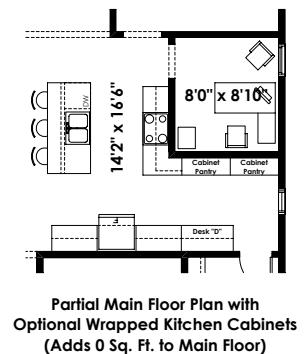 DW
14'2" x 16'6"
8'0" x 8'10"
Cabinet
Pantry
Cabinet
Pantry
F
Desk "D"
Partial Main Floor Plan with
Optional Wrapped Kitchen Cabinets
(Adds 0 Sq. Ft. to Main Floor)